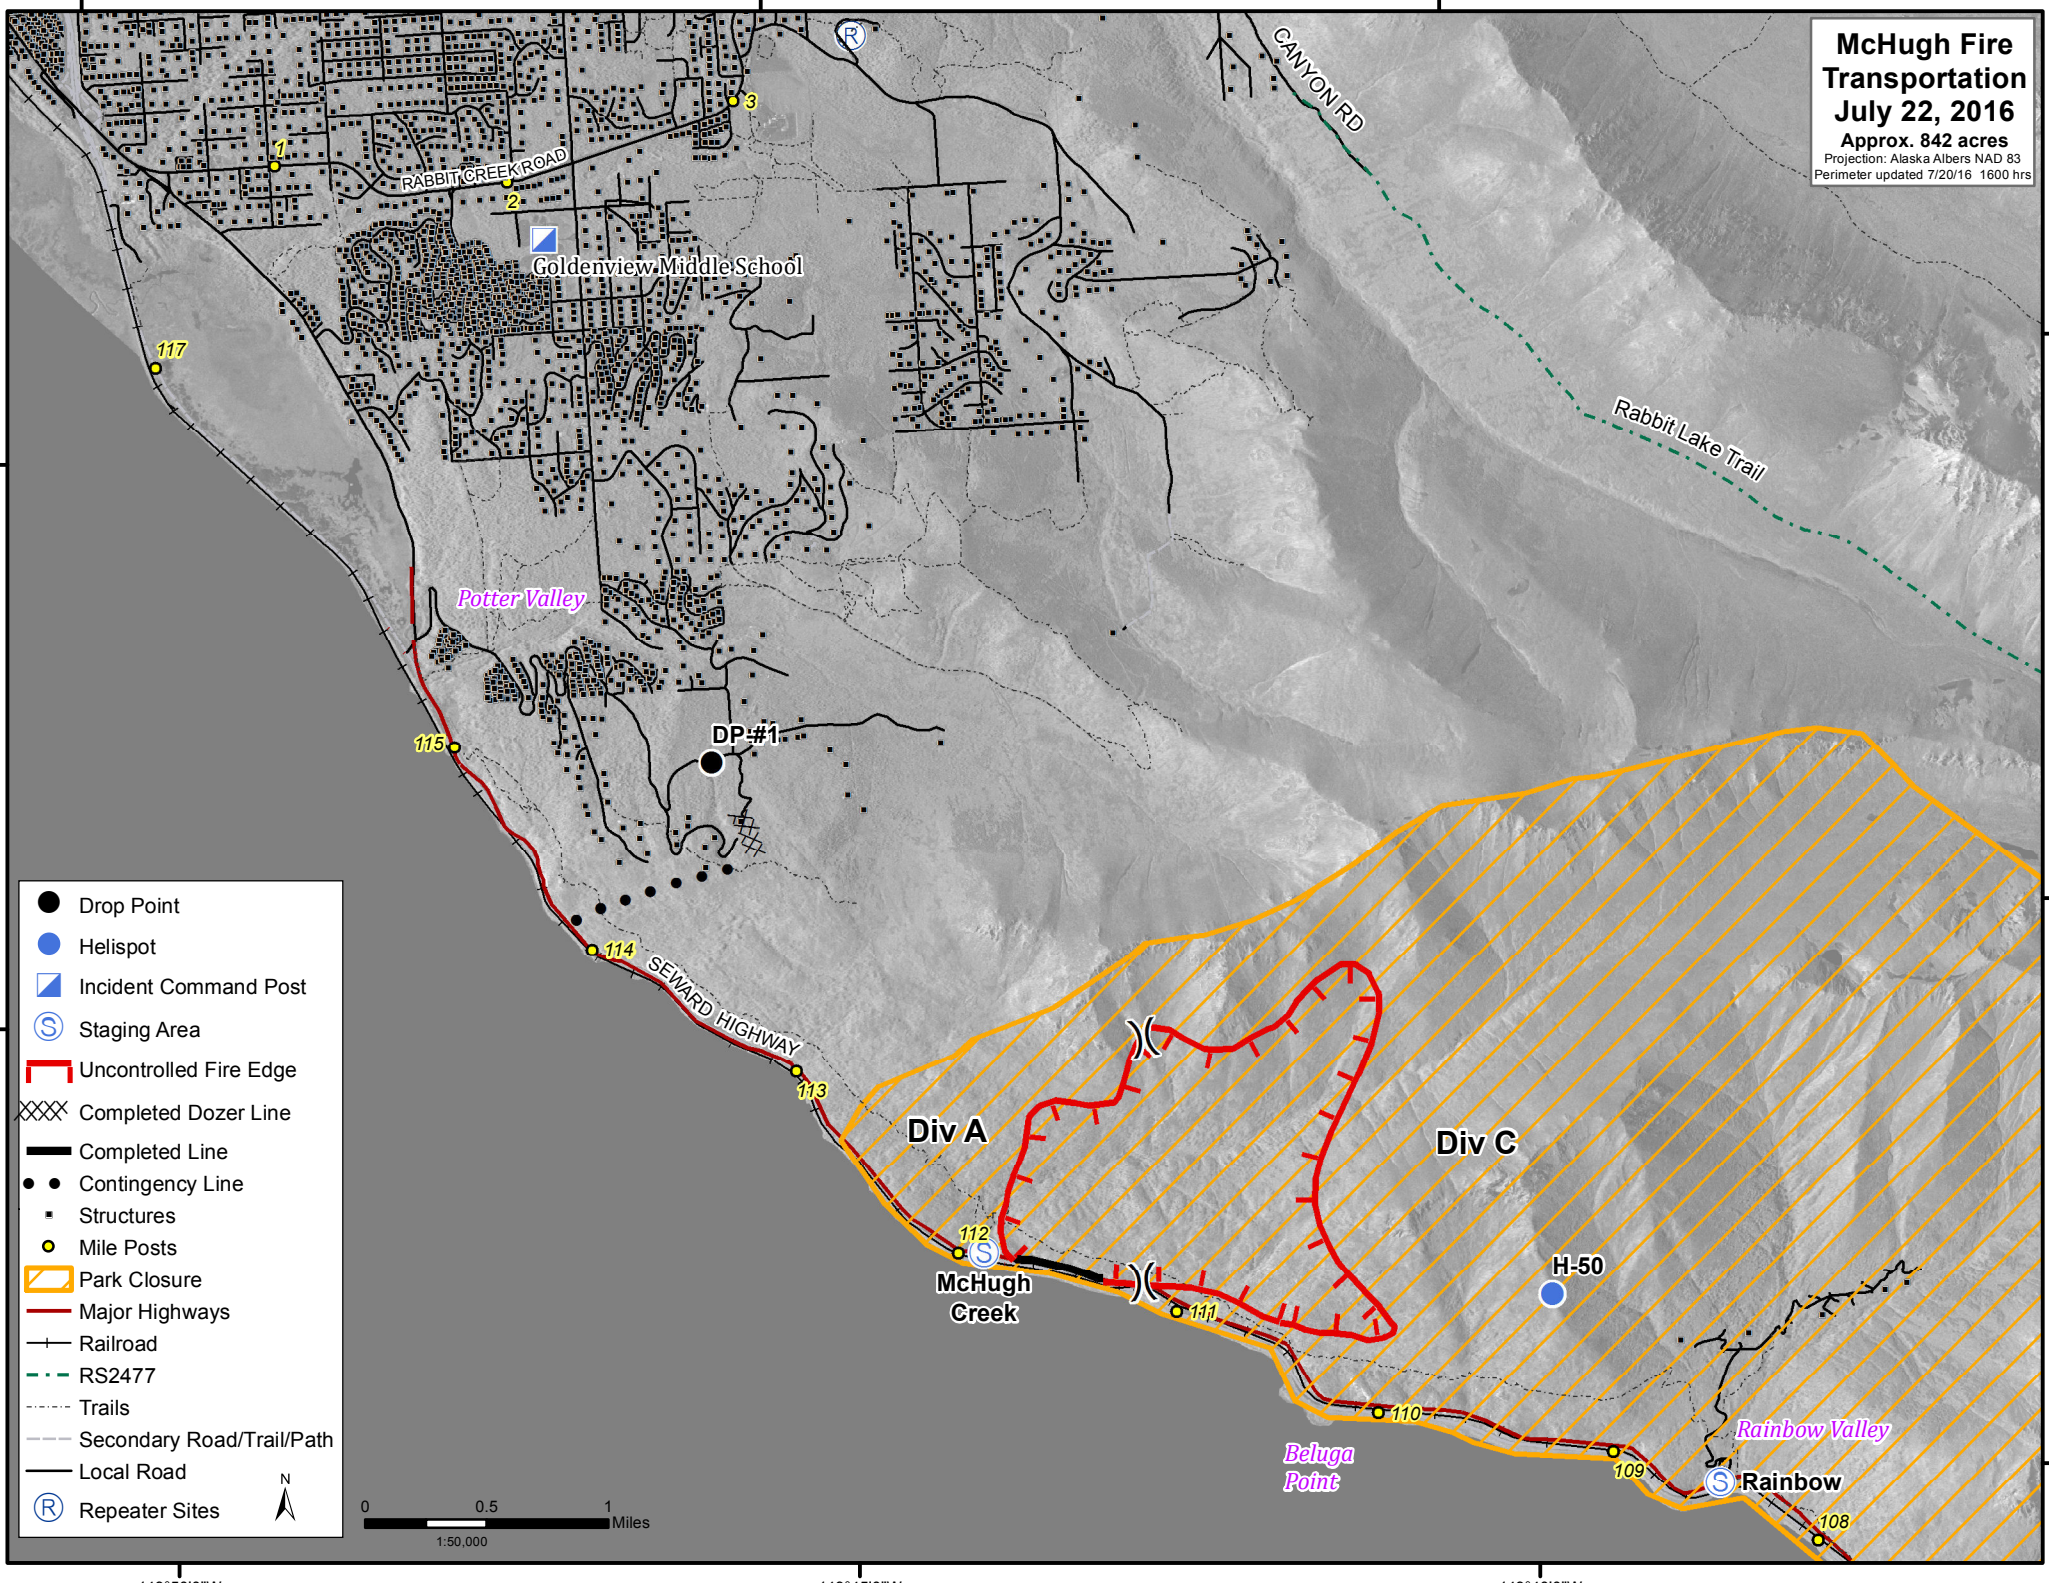 McHugh Fire
Transportation
July 22, 2016
Approx. 842 acres
Projection: Alaska Albers NAD 83
Perimeter updated 7/20/16 1600 hrs
R
CANYON RD
3
1
RABBIT CREEK ROAD
2
Goldenview Middle School
117
Rabbit Lake Trail
Potter Valley
DP-#1
115
114
SEWARD HIGHWAY
113
Div A
Div C
112
S
McHugh
Creek
111
H-50
110
Beluga
Point
109
Rainbow Valley
S Rainbow
108
Drop Point
Helispot
Incident Command Post
S Staging Area
Uncontrolled Fire Edge
Completed Dozer Line
Completed Line
Contingency Line
Structures
Mile Posts
Park Closure
Major Highways
Railroad
RS2477
Trails
Secondary Road/Trail/Path
Local Road
R Repeater Sites
N
0 0.5 1
Miles
1:50,000